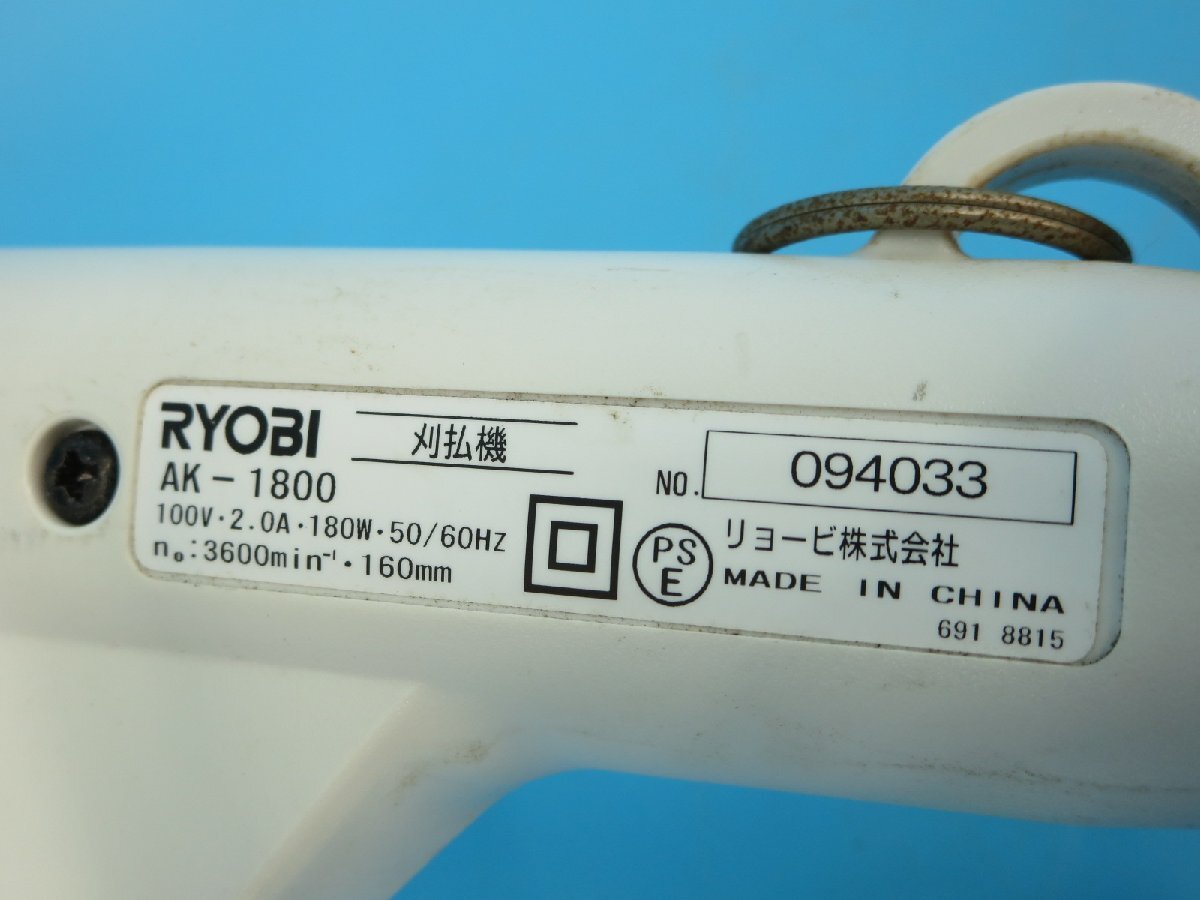 RYOBI
刈払機
AK-1800
100V・2.0A・180W・50/60HZ
n₀:3600min⁻¹・160mm
NO. 094033
PS
E
リョービ株式会社
MADE IN CHINA
691 8815